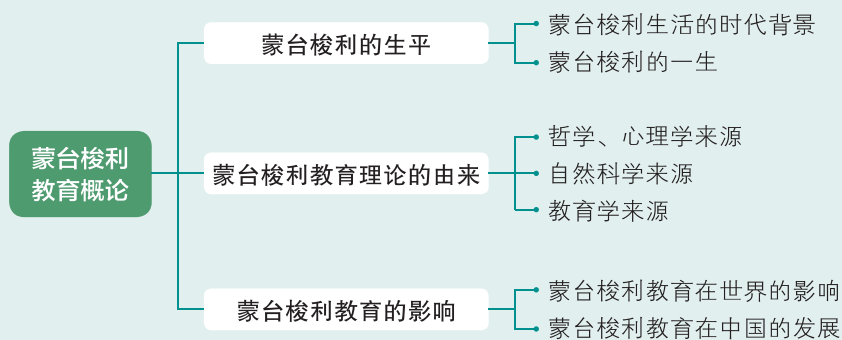 蒙台梭利
教育概论
蒙台梭利的生平
蒙台梭利生活的时代背景
蒙台梭利的一生
蒙台梭利教育理论的由来
哲学、心理学来源
自然科学来源
教育学来源
蒙台梭利教育的影响
蒙台梭利教育在世界的影响
蒙台梭利教育在中国的发展